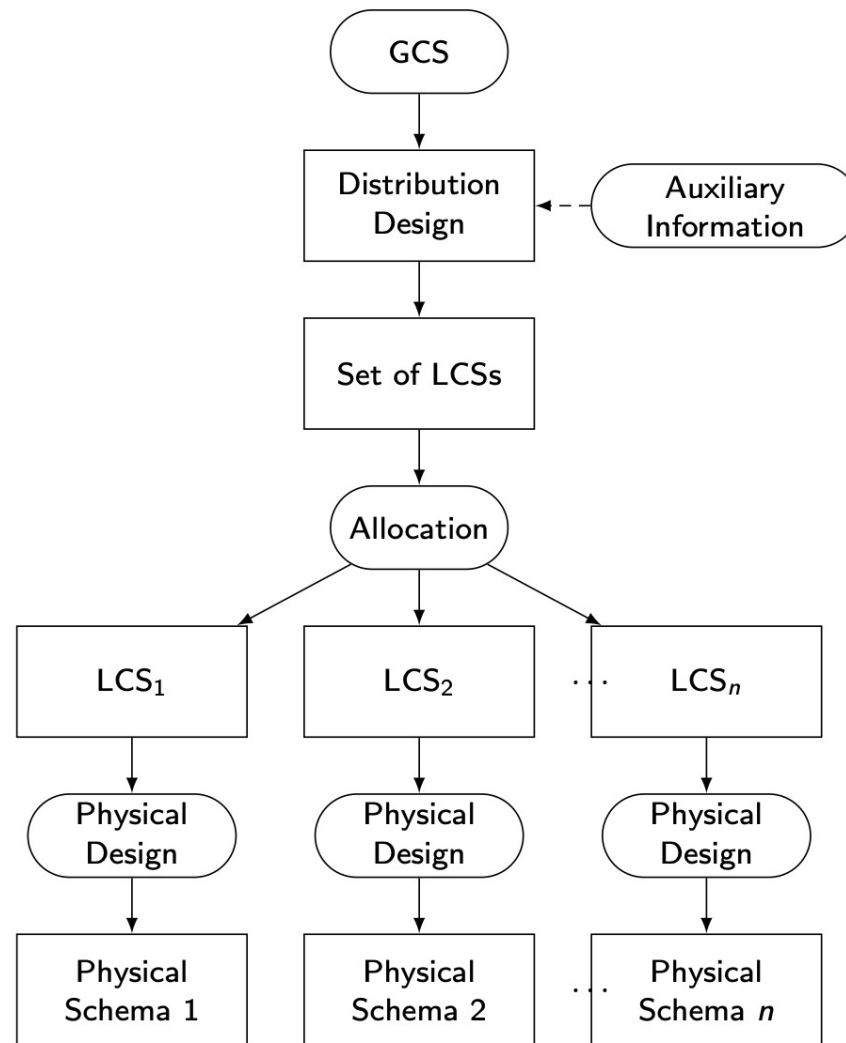 GCS
Distribution
Design
Auxiliary
Information
Set of LCSs
Allocation
LCS₁
LCS₂
...
LCSₙ
Physical
Design
Physical
Design
Physical
Design
Physical
Schema 1
Physical
Schema 2
...
Physical
Schema n